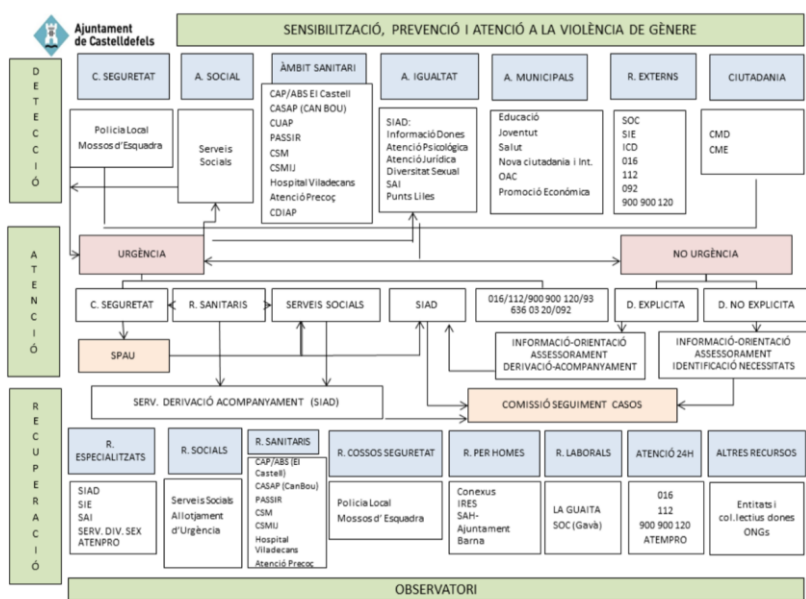 Ajuntament
de Castelldefels
SENSIBILITZACIÓ, PREVENCIÓ I ATENCIÓ A LA VIOLÈNCIA DE GÈNERE
DETECCIÓ
C. SEGURETAT
Policia Local
Mossos d'Esquadra
A. SOCIAL
Serveis
Socials
ÀMBIT SANITARI
CAP/ABS El Castell
CASAP (CAN BOU)
CUAP
PASSIR
CSM
CSMIJ
Hospital Viladecans
Atenció Precoç
CDIAP
A. IGUALTAT
SIAD:
Informació Dones
Atenció Psicològica
Atenció Jurídica
Diversitat Sexual
SAI
Punts Liles
A. MUNICIPALS
Educació
Joventut
Salut
Nova ciutadania i Int.
OAC
Promoció Econòmica
R. EXTERNS
SOC
SIE
ICD
016
112
092
900 900 120
CIUTADANIA
CMD
CME
ATENCIÓ
URGÈNCIA
NO URGÈNCIA
C. SEGURETAT
R. SANITARIS
SERVEIS SOCIALS
SIAD
016/112/900 900 120/93
636 03 20/092
D. EXPLICITA
D. NO EXPLICITA
SPAU
INFORMACIÓ-ORIENTACIÓ
ASSESSORAMENT
DERIVACIÓ-ACOMPANYAMENT
INFORMACIÓ-ORIENTACIÓ
ASSESSORAMENT
IDENTIFICACIÓ NECESSITATS
SERV. DERIVACIÓ ACOMPANYAMENT (SIAD)
COMISSIÓ SEGUIMENT CASOS
RECUPERACIÓ
R.
ESPECIALITZATS
SIAD
SIE
SAI
SERV. DIV. SEX
ATENPRO
R. SOCIALS
Serveis Socials
Allotjament
d'Urgència
R. SANITARIS
CAP/ABS (El
Castell)
CASAP (CanBou)
PASSIR
CSM
CSMIJ
Hospital
Viladecans
Atenció Precoç
R. COSSOS SEGURETAT
Policia Local
Mossos d' Esquadra
R. PER HOMES
Conexus
IRES
SAH-
Ajuntament
Barna
R. LABORALS
LA GUAITA
SOC (Gavà)
ATENCIÓ 24H
016
112
900 900 120
ATEMPRO
ALTRES RECURSOS
Entitats i
col.lectius dones
ONGs
OBSERVATORI